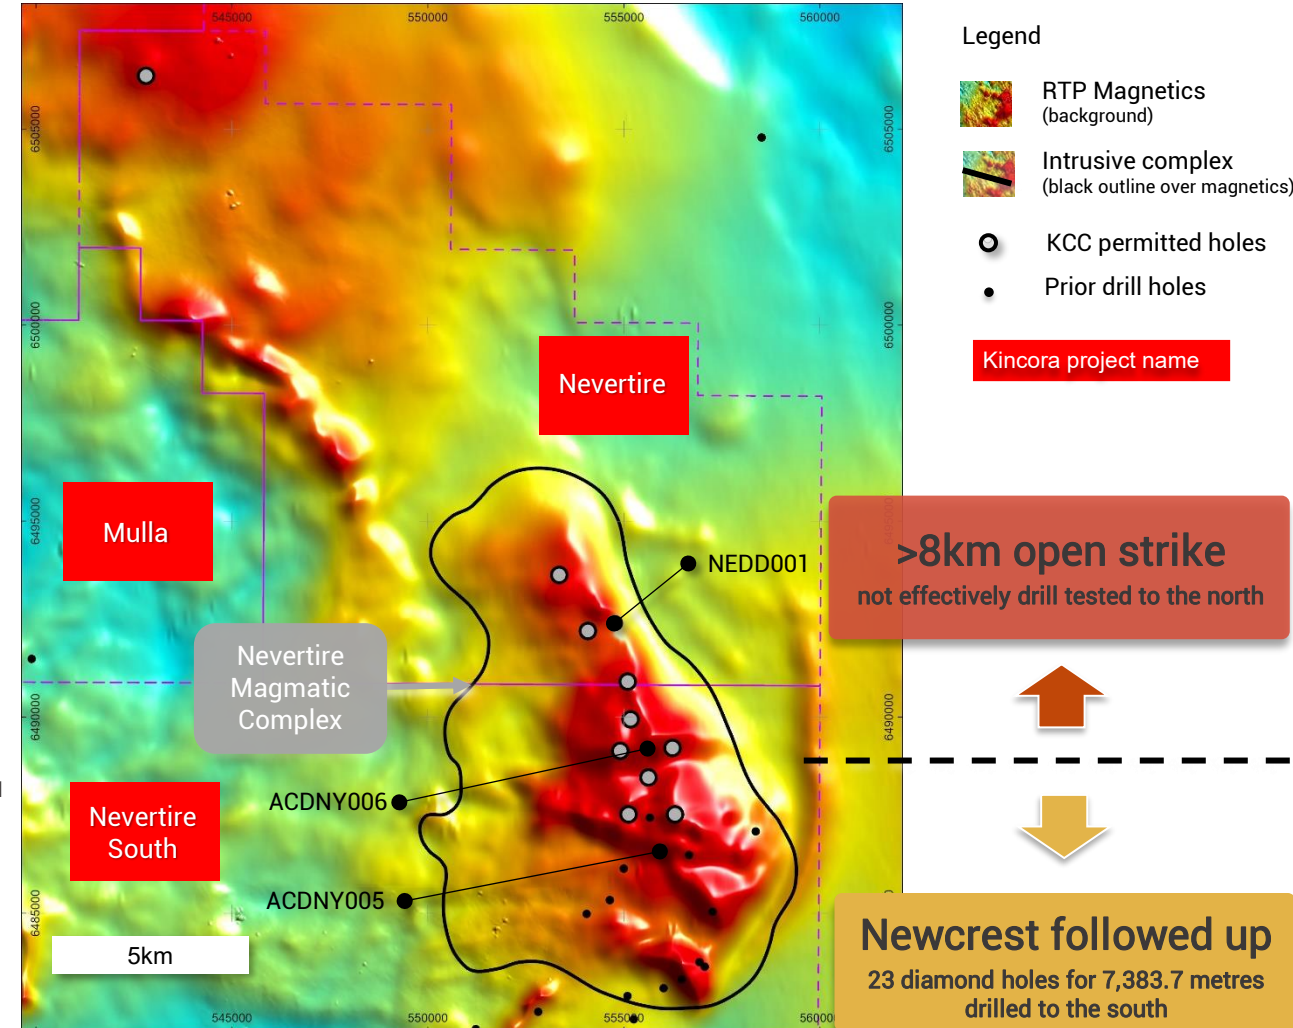 545000
550000
555000
560000
Legend
RTP Magnetics
(background)
Intrusive complex
(black outline over magnetics)
KCC permitted holes
Prior drill holes
Kincora project name
6505000
6505000
6500000
6500000
Nevertire
Mulla
6495000
>8km open strike
not effectively drill tested to the north
NEDD001
Nevertire
Magmatic
Complex
6490000
6490000
ACDNY006
Nevertire
South
ACDNY005
6485000
5km
Newcrest followed up
23 diamond holes for 7,383.7 metres
drilled to the south
545000
550000
555000